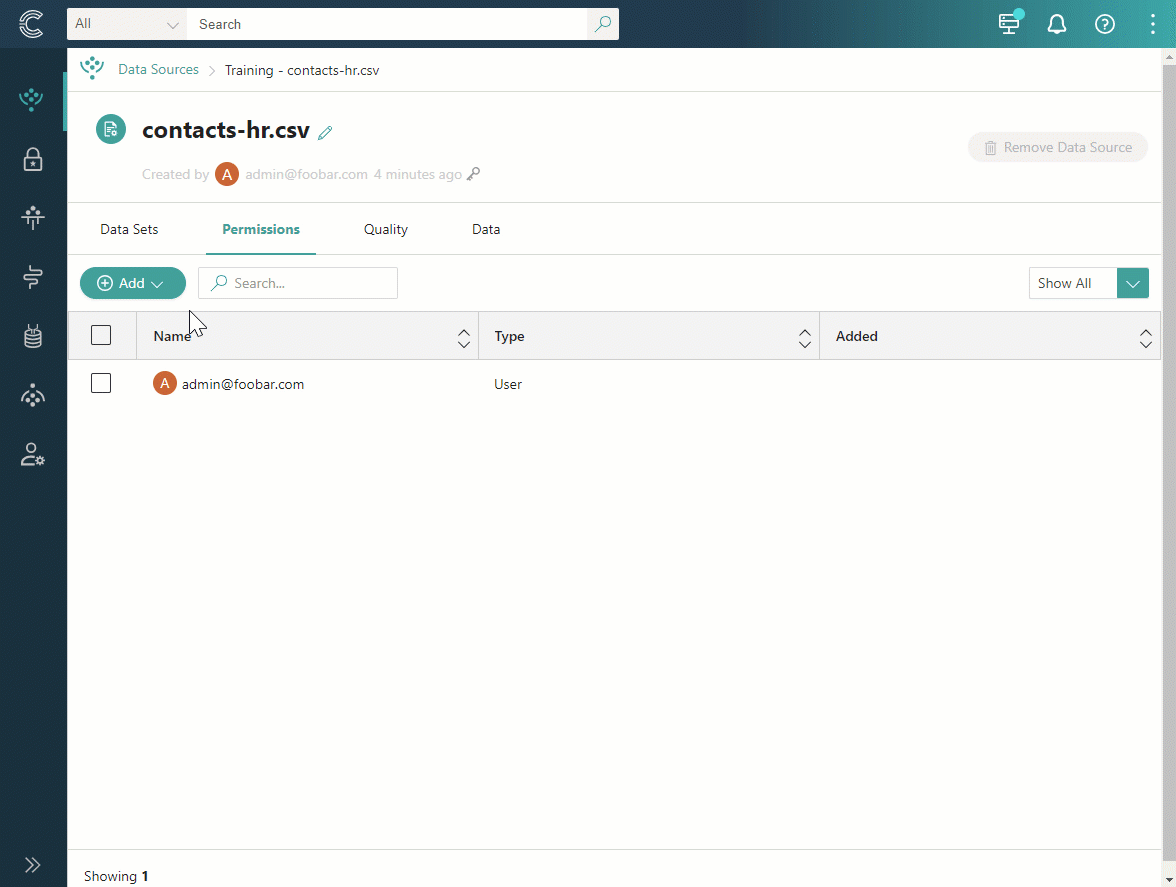 All Search
Data Sources Training - contacts-hr.csv
contacts-hr.csv
Remove Data Source
Created by A admin@foobar.com 4 minutes ago
Data Sets Permissions Quality Data
Add Search... Show All
Name Type Added
A admin@foobar.com User
Showing 1